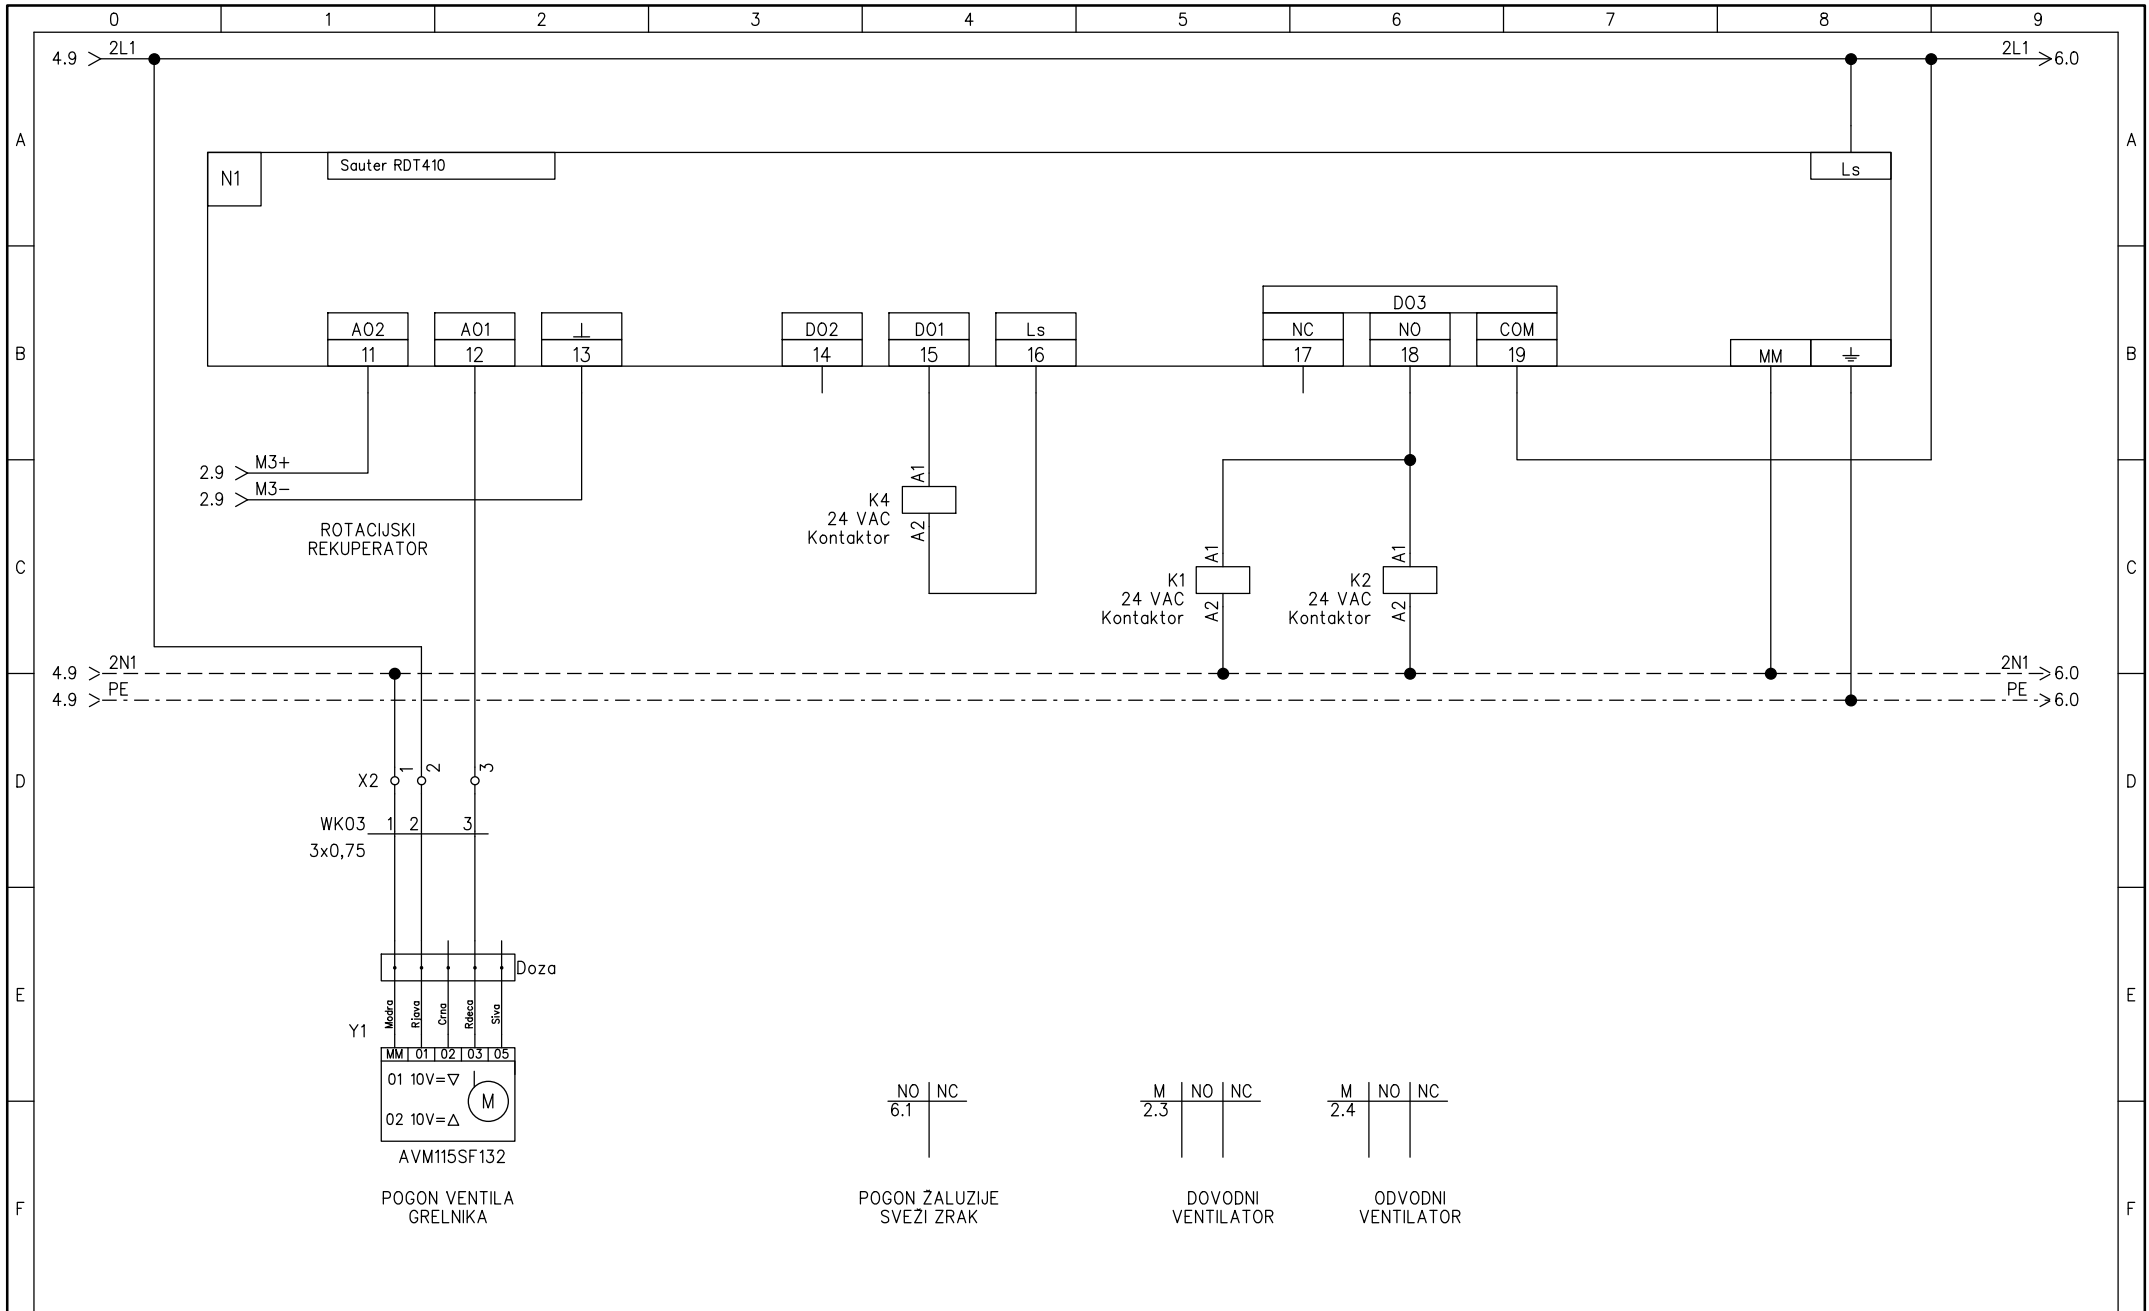 0 1 2 3 4 5 6 7 8 9
4.9 2L1 2L1 6.0
A A
N1 Sauter RDT410 Ls
DO3
AO2 AO1 DO2 DO1 Ls NC NO COM
B 11 12 13 14 15 16 17 18 19 MM B
2.9 M3+
2.9 M3-
A1
K4
24 VAC
Kontaktor
A2
ROTACIJSKI
REKUPERATOR
A1 A1
C C
K1 K2
24 VAC 24 VAC
Kontaktor Kontaktor
A2 A2
4.9 2N1 2N1 6.0
4.9 PE PE 6.0
D X2 1 2 3 D
WK03 1 2 3
3x0,75
Doza
E E
Y1 Modra Rjava Crna Rdeca Siva
MM 01 02 03 05
01 10V=▽
M
02 10V=△
NO NC M NO NC M NO NC
6.1 2.3 2.4
AVM115SF132
F F
POGON VENTILA POGON ŽALUZIJE DOVODNI ODVODNI
GRELNIKA SVEŽI ZRAK VENTILATOR VENTILATOR